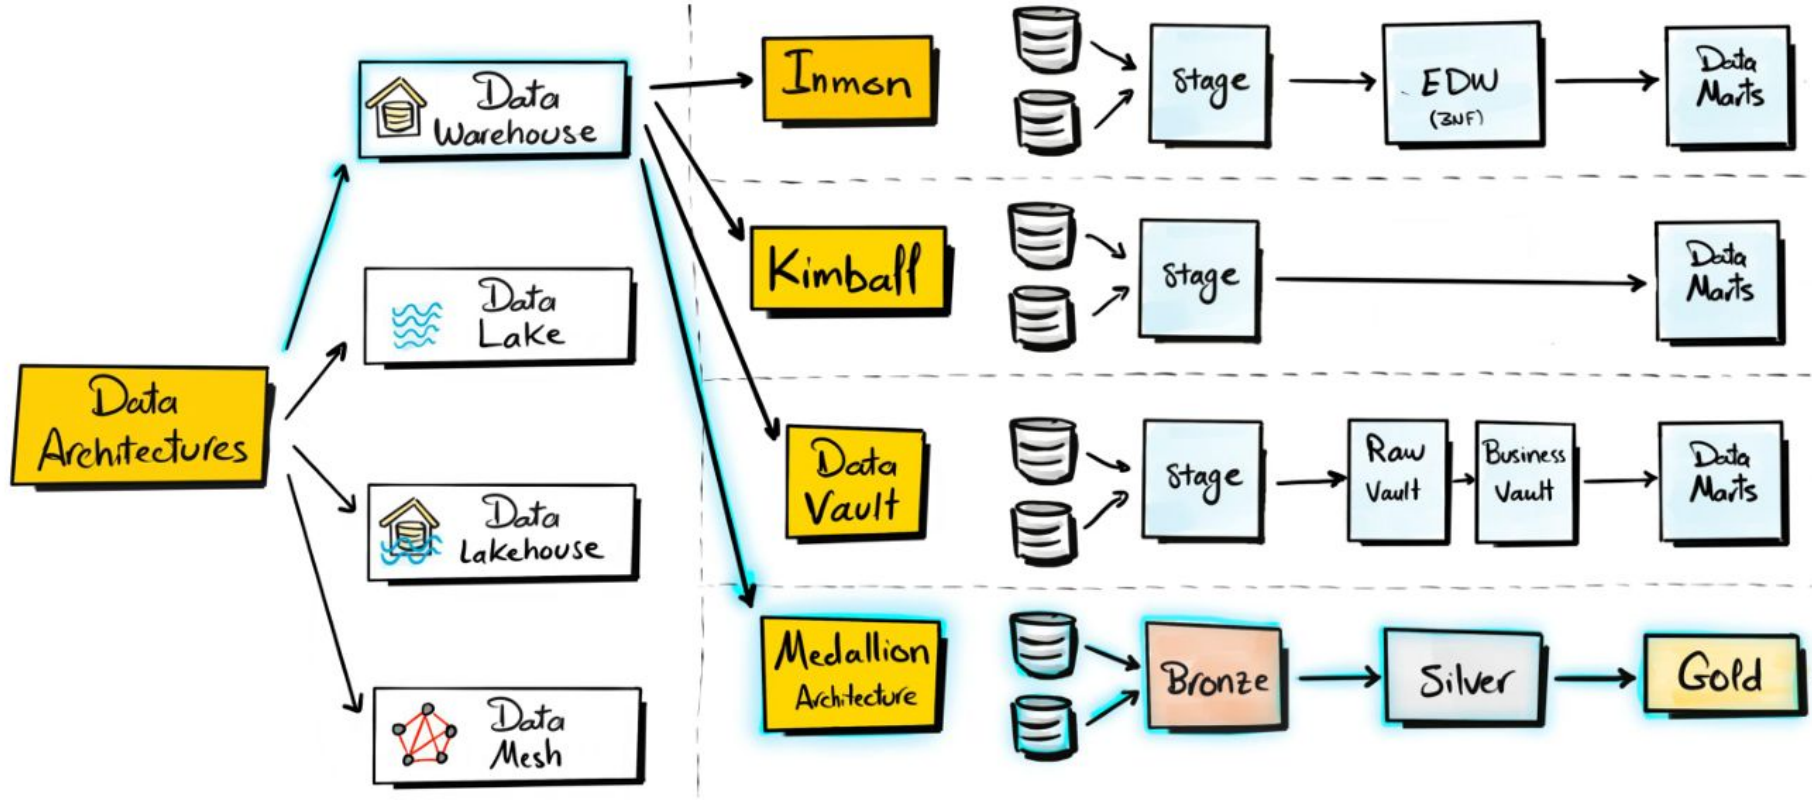 Data
Architectures
Data
Warehouse
Data
Lake
Data
Lakehouse
Data
Mesh
Inmon
Stage
EDW
(3NF)
Data
Marts
Kimball
Stage
Data
Marts
Data
Vault
Stage
Raw
Vault
Business
Vault
Data
Marts
Medallion
Architecture
Bronze
Silver
Gold